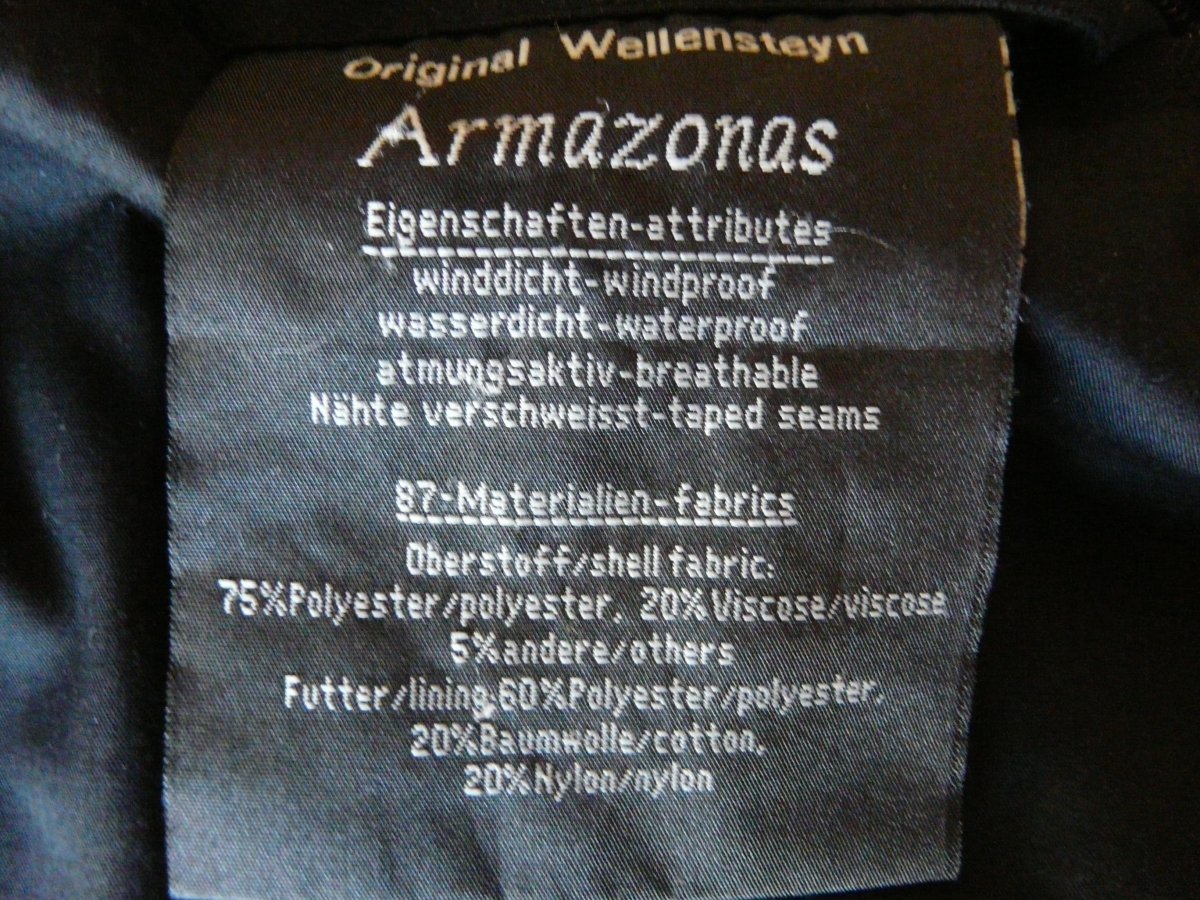 Original Wellensteyn
Armazonas
Eigenschaften-attributes
winddicht-windproof
wasserdicht-waterproof
atmungsaktiv-breathable
Nähte verschweisst-taped seams
87-Materialien-fabrics
Oberstoff/shell fabric:
75%Polyester/polyester, 20%Viscose/viscose
5%andere/others
Futter/lining:60%Polyester/polyester,
20%Baumwolle/cotton,
20%Nylon/nylon